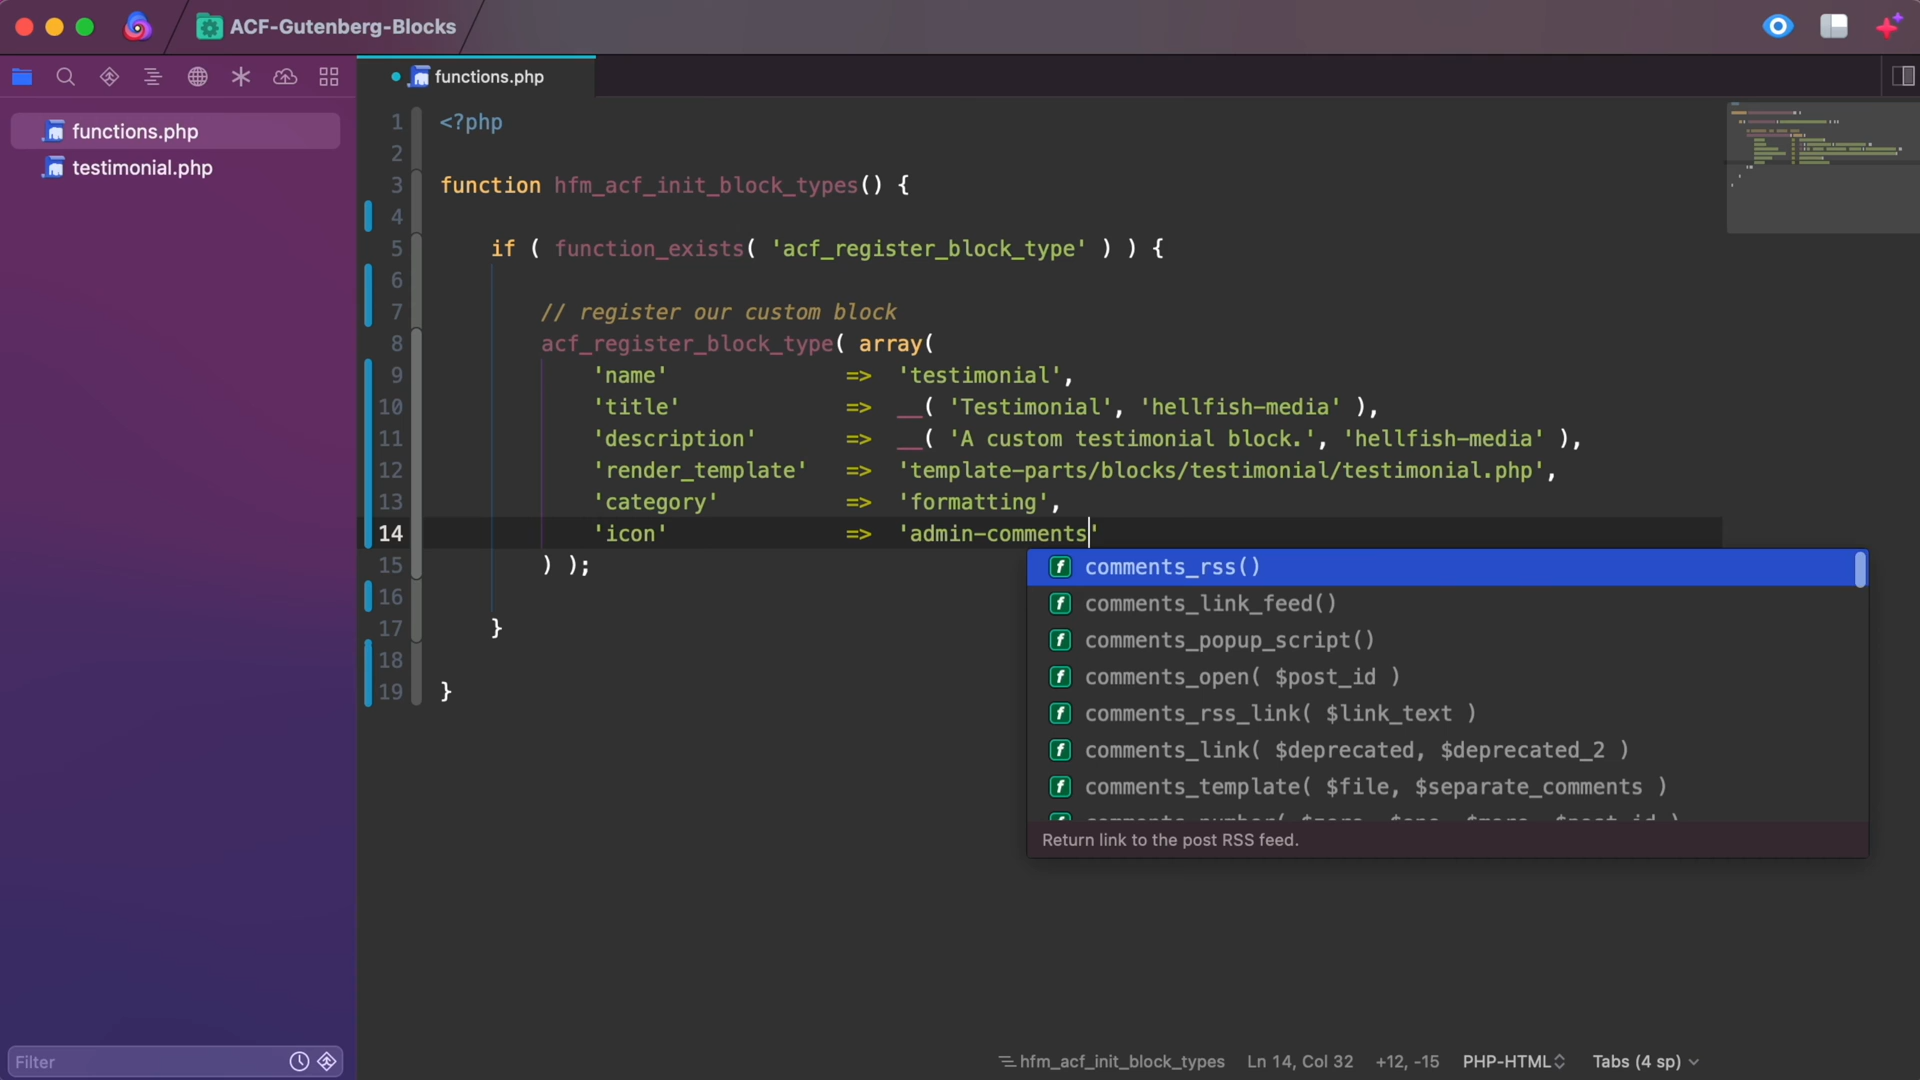 ACF-Gutenberg-Blocks
functions.php
functions.php
testimonial.php
1 <?php
2
3 function hfm_acf_init_block_types() {
4
5 if ( function_exists( 'acf_register_block_type' ) ) {
6
7 // register our custom block
8 acf_register_block_type( array(
9 'name' => 'testimonial',
10 'title' => __( 'Testimonial', 'hellfish-media' ),
11 'description' => __( 'A custom testimonial block.', 'hellfish-media' ),
12 'render_template' => 'template-parts/blocks/testimonial/testimonial.php',
13 'category' => 'formatting',
14 'icon' => 'admin-comments'
15 ) );
16
17 }
18
19 }
f comments_rss()
f comments_link_feed()
f comments_popup_script()
f comments_open( $post_id )
f comments_rss_link( $link_text )
f comments_link( $deprecated, $deprecated_2 )
f comments_template( $file, $separate_comments )
Return link to the post RSS feed.
Filter
hfm_acf_init_block_types Ln 14, Col 32 +12, -15 PHP-HTML Tabs (4 sp)